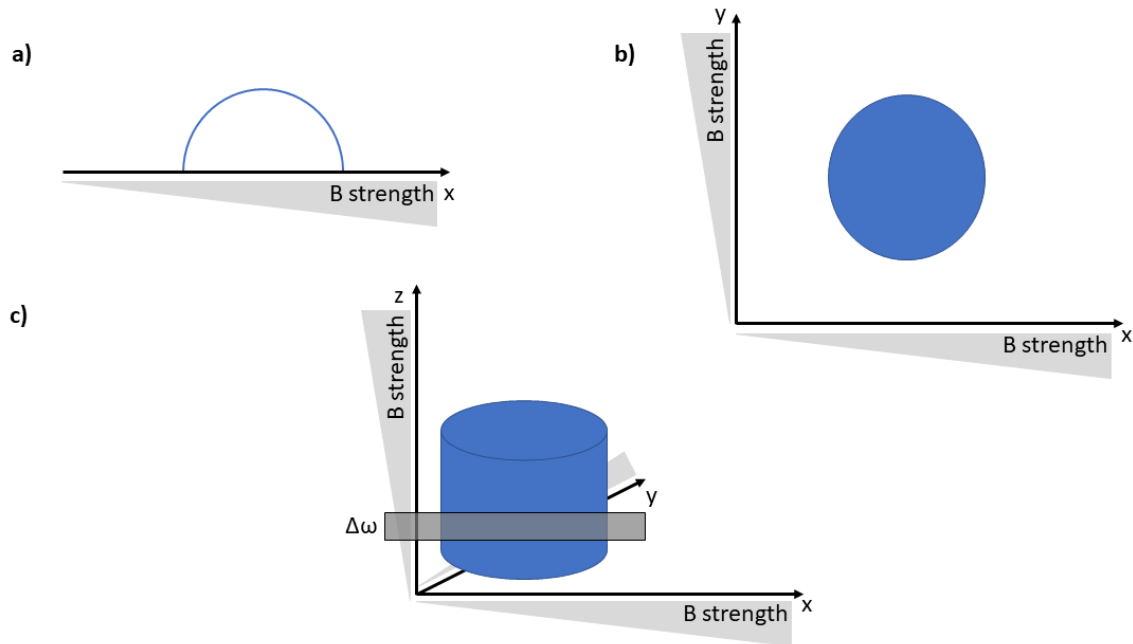 a)
B strength
x
b)
y
B strength
B strength
x
c)
z
B strength
y
Δω
B strength
x